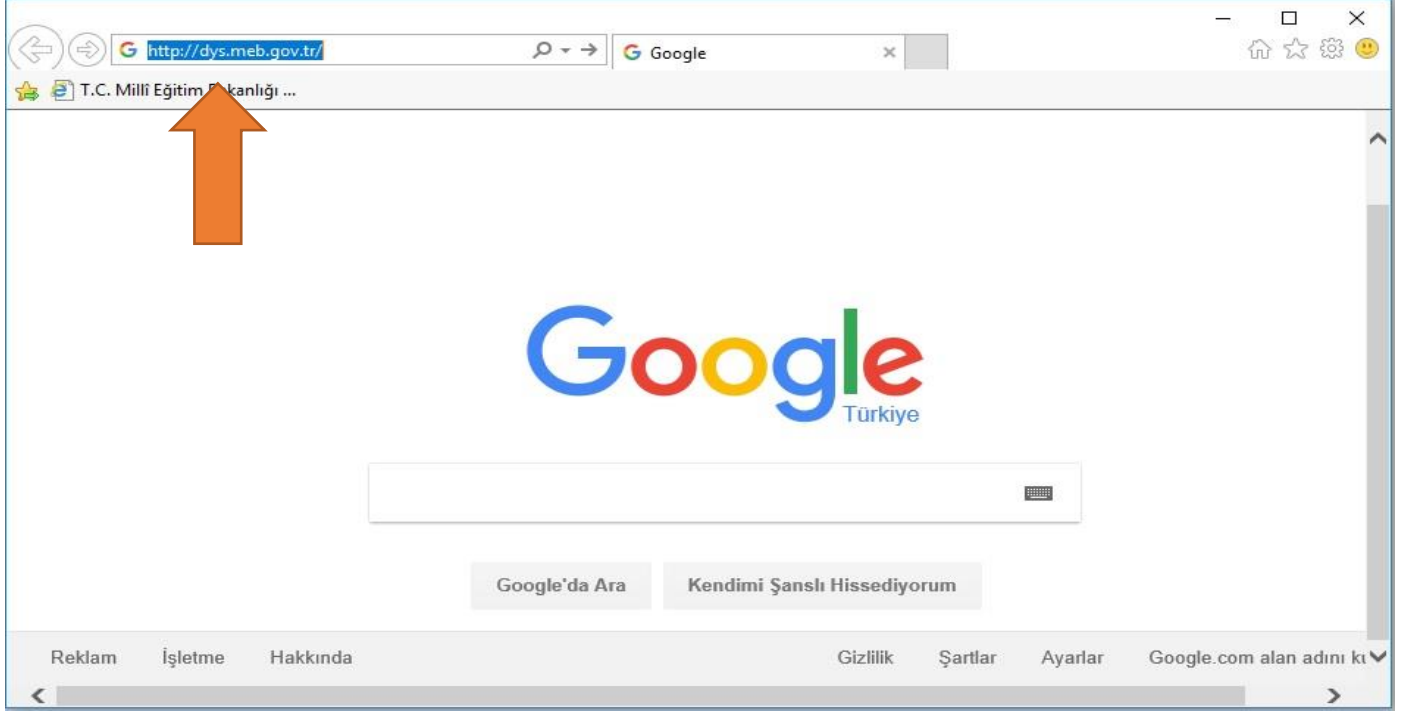 http://dys.meb.gov.tr/
Google
T.C. Millî Eğitim Bakanlığı ...
Google
Türkiye
Google'da Ara
Kendimi Şanslı Hissediyorum
Reklam
İşletme
Hakkında
Gizlilik
Şartlar
Ayarlar
Google.com alan adını